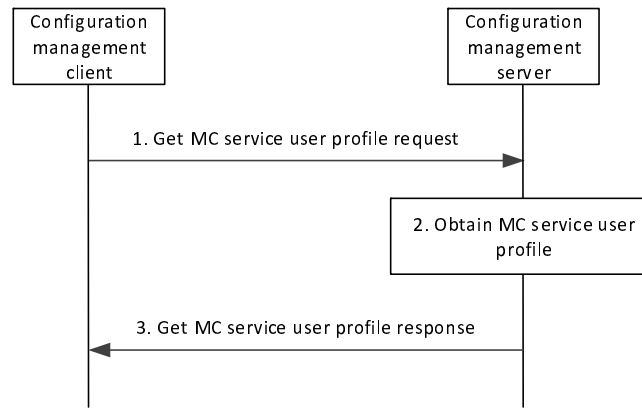 Configuration
management
client
Configuration
management
server
1. Get MC service user profile request
2. Obtain MC service user
profile
3. Get MC service user profile response